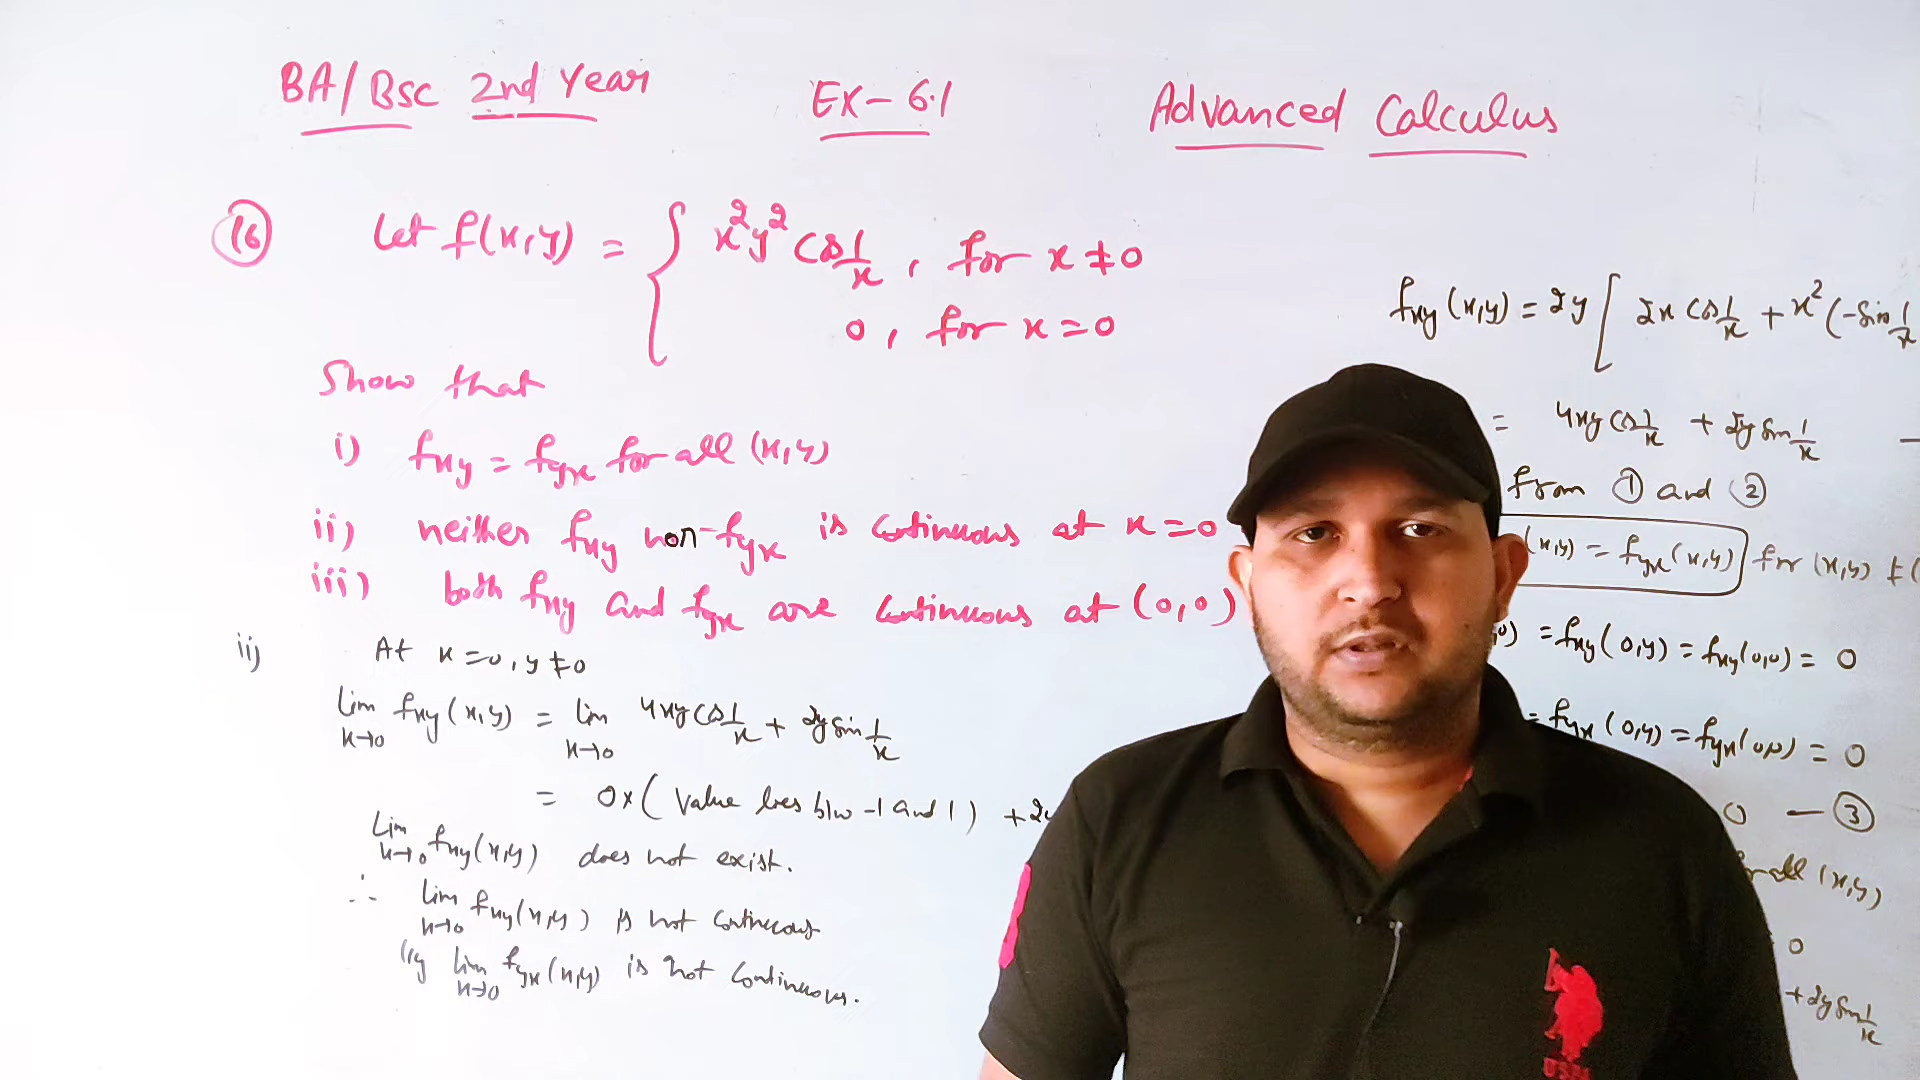 BA/BSc 2nd Year EX-6.1 Advanced Calculus
(16) Let f(x,y) = { x²y² cos 1/x, for x≠0
0, for x=0
Show that
i) fxy = fyx for all (x,y)
ii) neither fxy non-fyx is continuous at x=0
iii) both fxy and fyx are continuous at (0,0)
ii) At x=0, y≠0
Lim x→0 fxy(x,y) = Lim x→0 4xy cos 1/x + 2y sin 1/x
= 0×( Value lies b/w -1 and 1 ) + 2y
Lim x→0 fxy(x,y) does not exist.
∴ Lim x→0 fxy(x,y) is not continuous
lly Lim x→0 fyx(x,y) is not continuous.
fxy(x,y) = 2y [ 2x cos 1/x + x² (-sin 1/x
= 4xy cos 1/x + 2y sin 1/x —
from ① and ②
(x,y) = fyx(x,y) for (x,y) ≠ (
,0) = fxy(0,y) = fxy(0,0) = 0
= fyx(0,y) = fyx(0,0) = 0
0 — ③
for all (x,y)
0
+ 2y sin 1/x
USPA